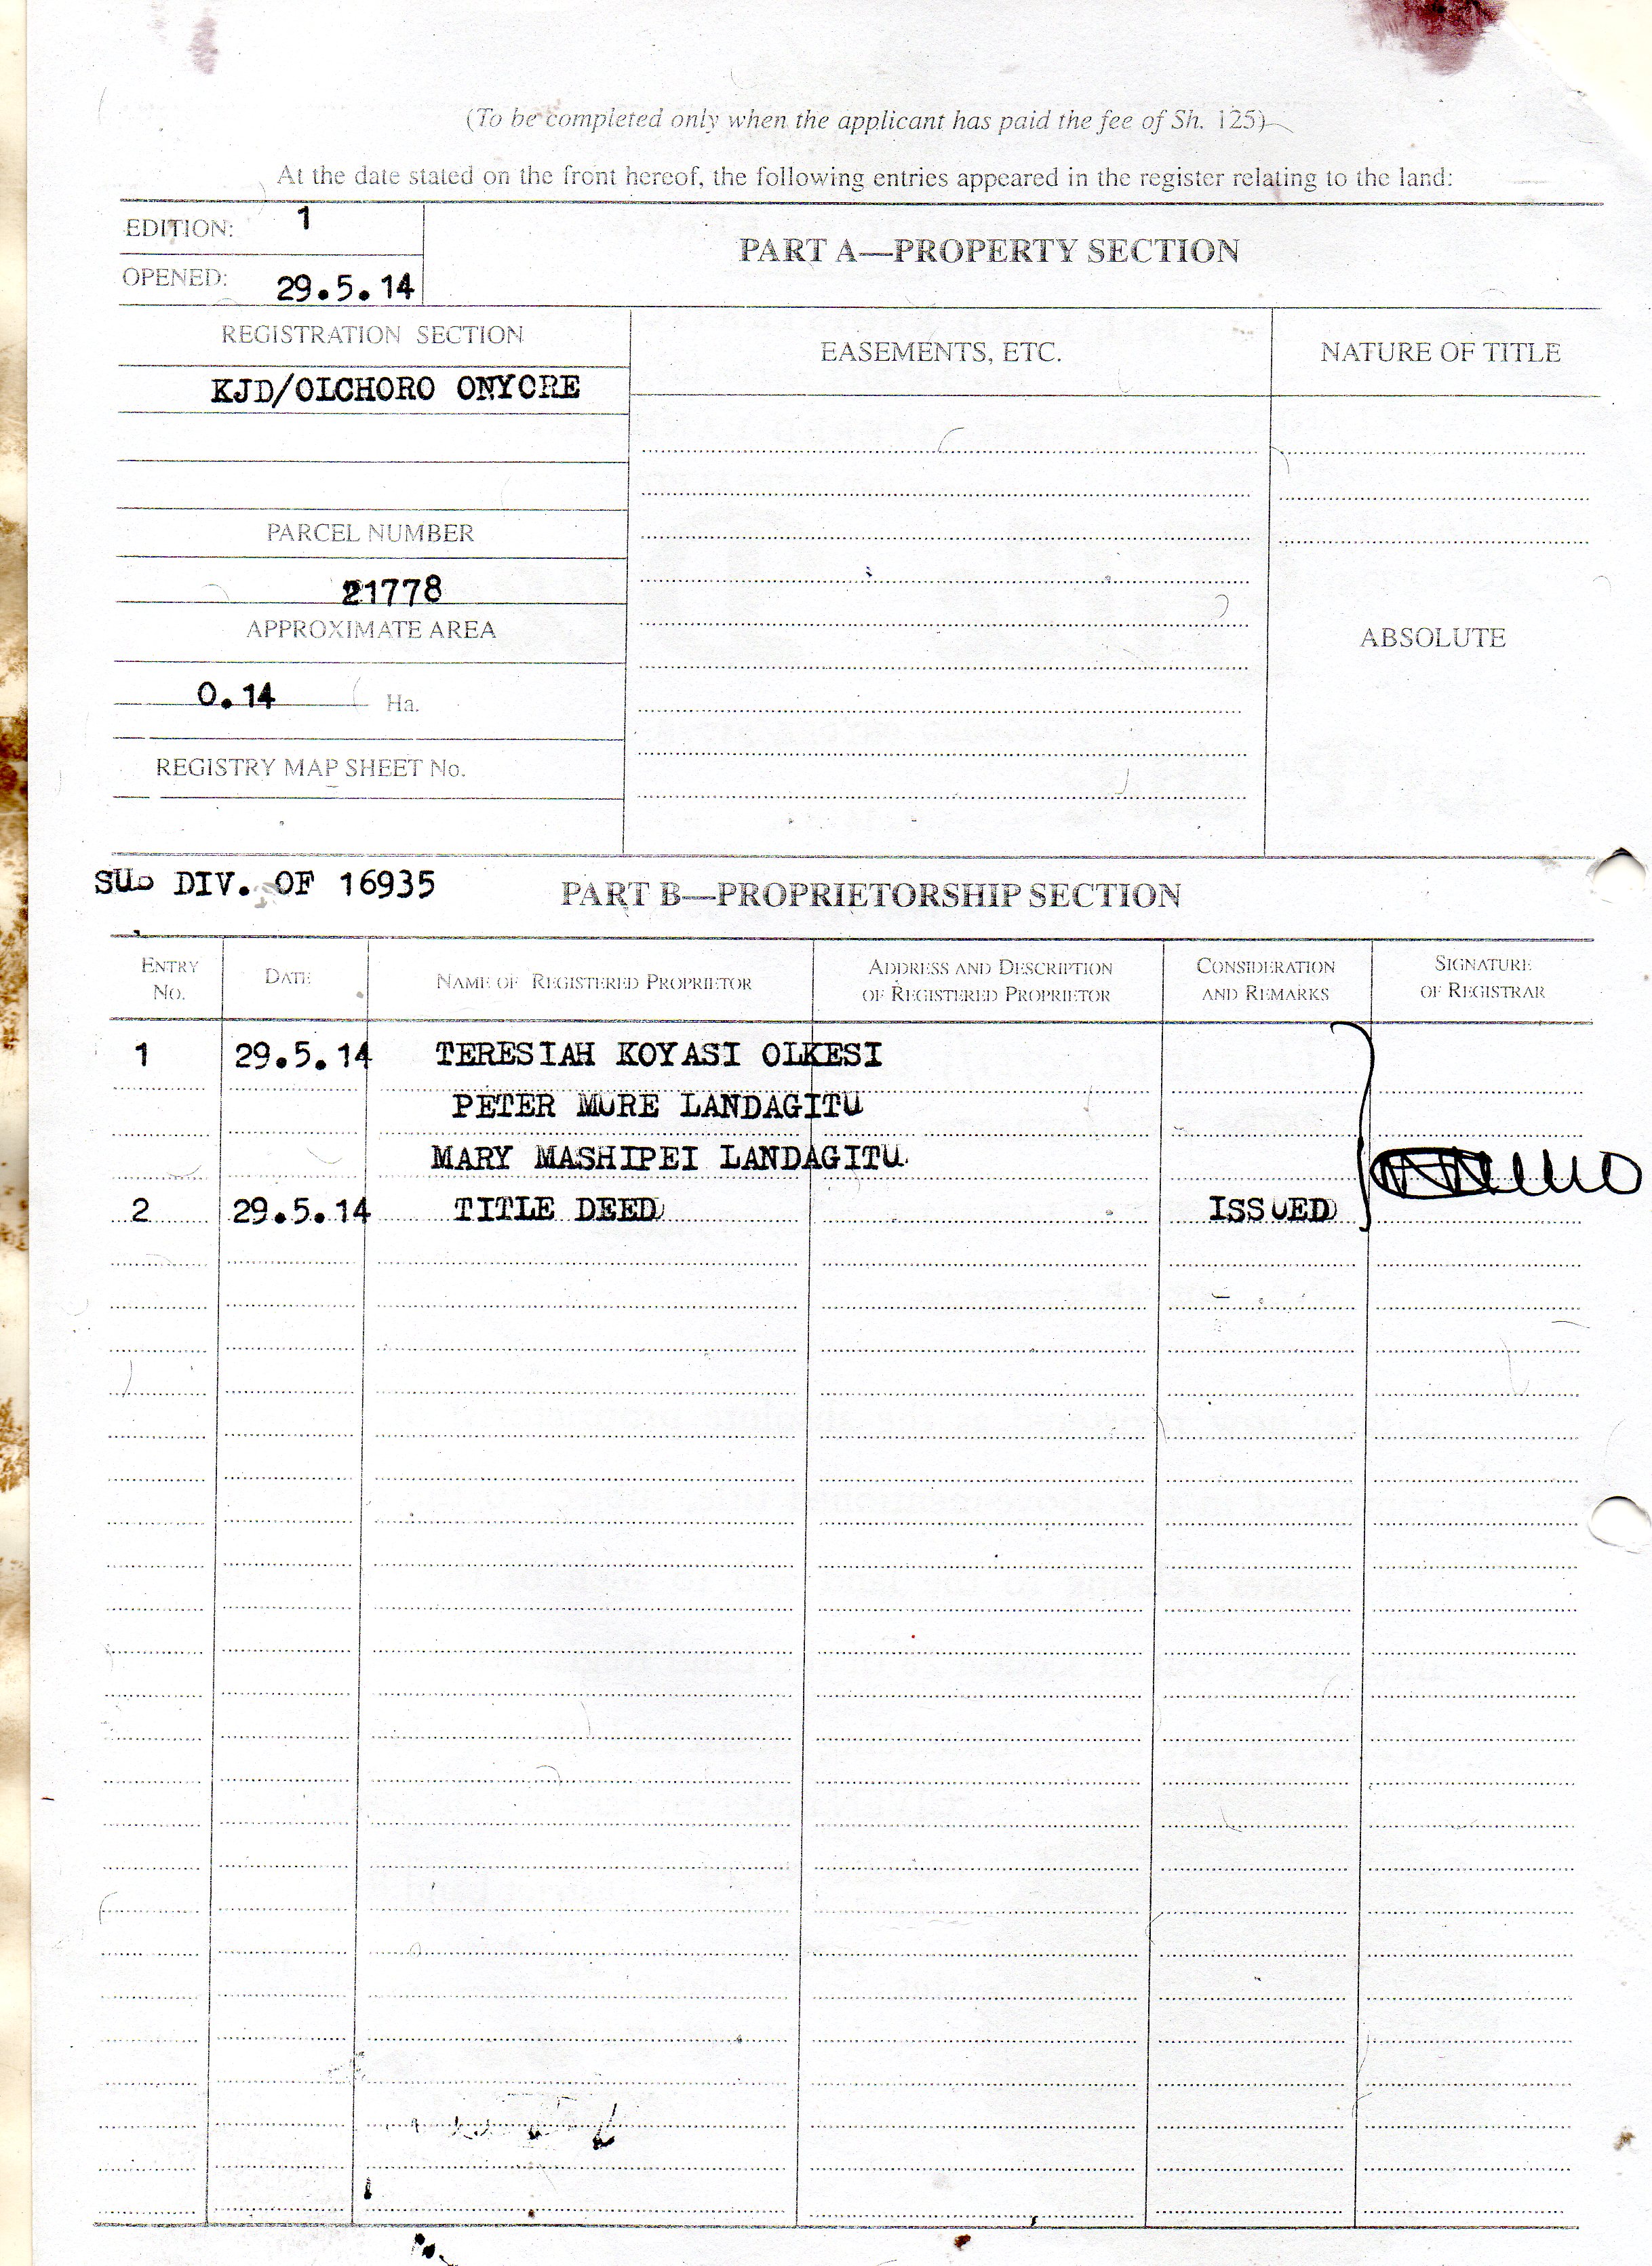 (To be completed only when the applicant has paid the fee of Sh. 125)
At the date stated on the front hereof, the following entries appeared in the register relating to the land:
EDITION: 1
OPENED: 29.5.14
PART A—PROPERTY SECTION
REGISTRATION SECTION
KJD/OLCHORO ONYORE
PARCEL NUMBER
21778
APPROXIMATE AREA
0.14 Ha.
REGISTRY MAP SHEET No.
EASEMENTS, ETC.
NATURE OF TITLE
ABSOLUTE
SUB DIV. OF 16935
PART B—PROPRIETORSHIP SECTION
ENTRY No. DATE NAME OF REGISTERED PROPRIETOR ADDRESS AND DESCRIPTION OF REGISTERED PROPRIETOR CONSIDERATION AND REMARKS SIGNATURE OF REGISTRAR
1 29.5.14 TERESIAH KOYASI OLKESI
PETER MURE LANDAGITU
MARY MASHIPEI LANDAGITU
2 29.5.14 TITLE DEED ISSUED